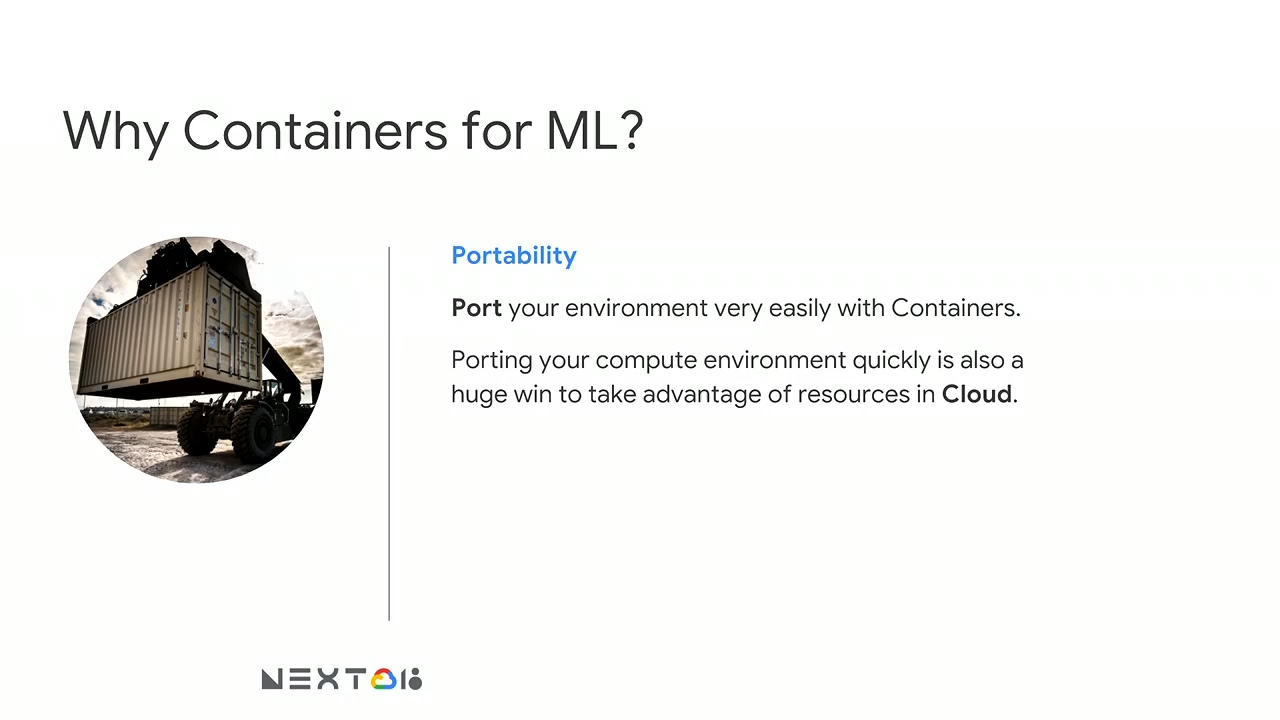 Why Containers for ML?
Portability
Port your environment very easily with Containers.
Porting your compute environment quickly is also a
huge win to take advantage of resources in Cloud.
NEXT 18